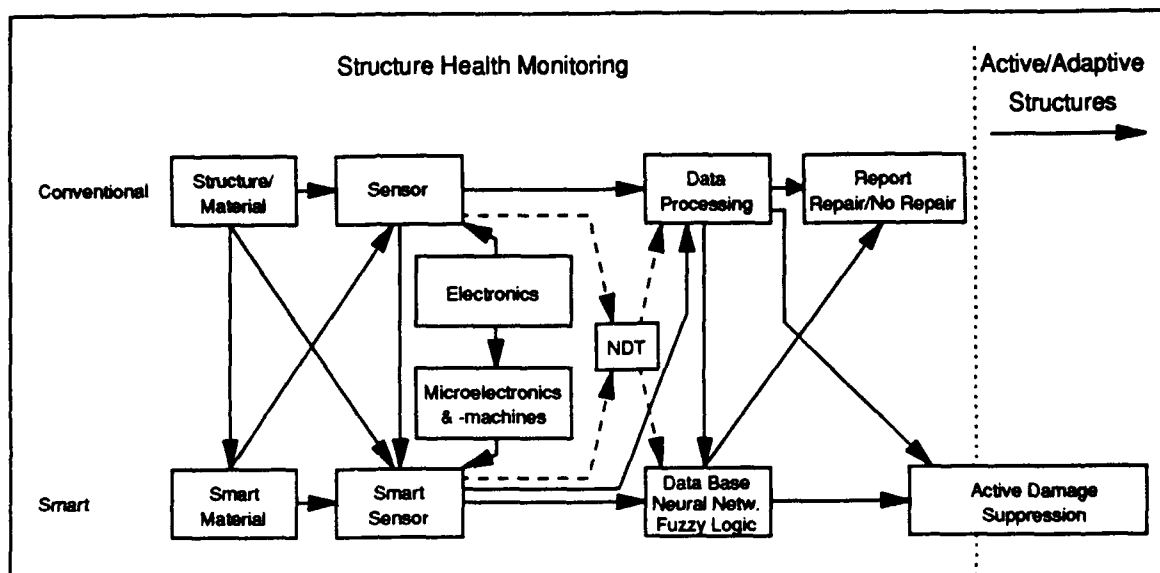 Structure Health Monitoring
Active/Adaptive
Structures
Conventional
Structure/
Material
Sensor
Data
Processing
Report
Repair/No Repair
Electronics
NDT
Microelectronics
& -machines
Smart
Smart
Material
Smart
Sensor
Data Base
Neural Netw.
Fuzzy Logic
Active Damage
Suppression